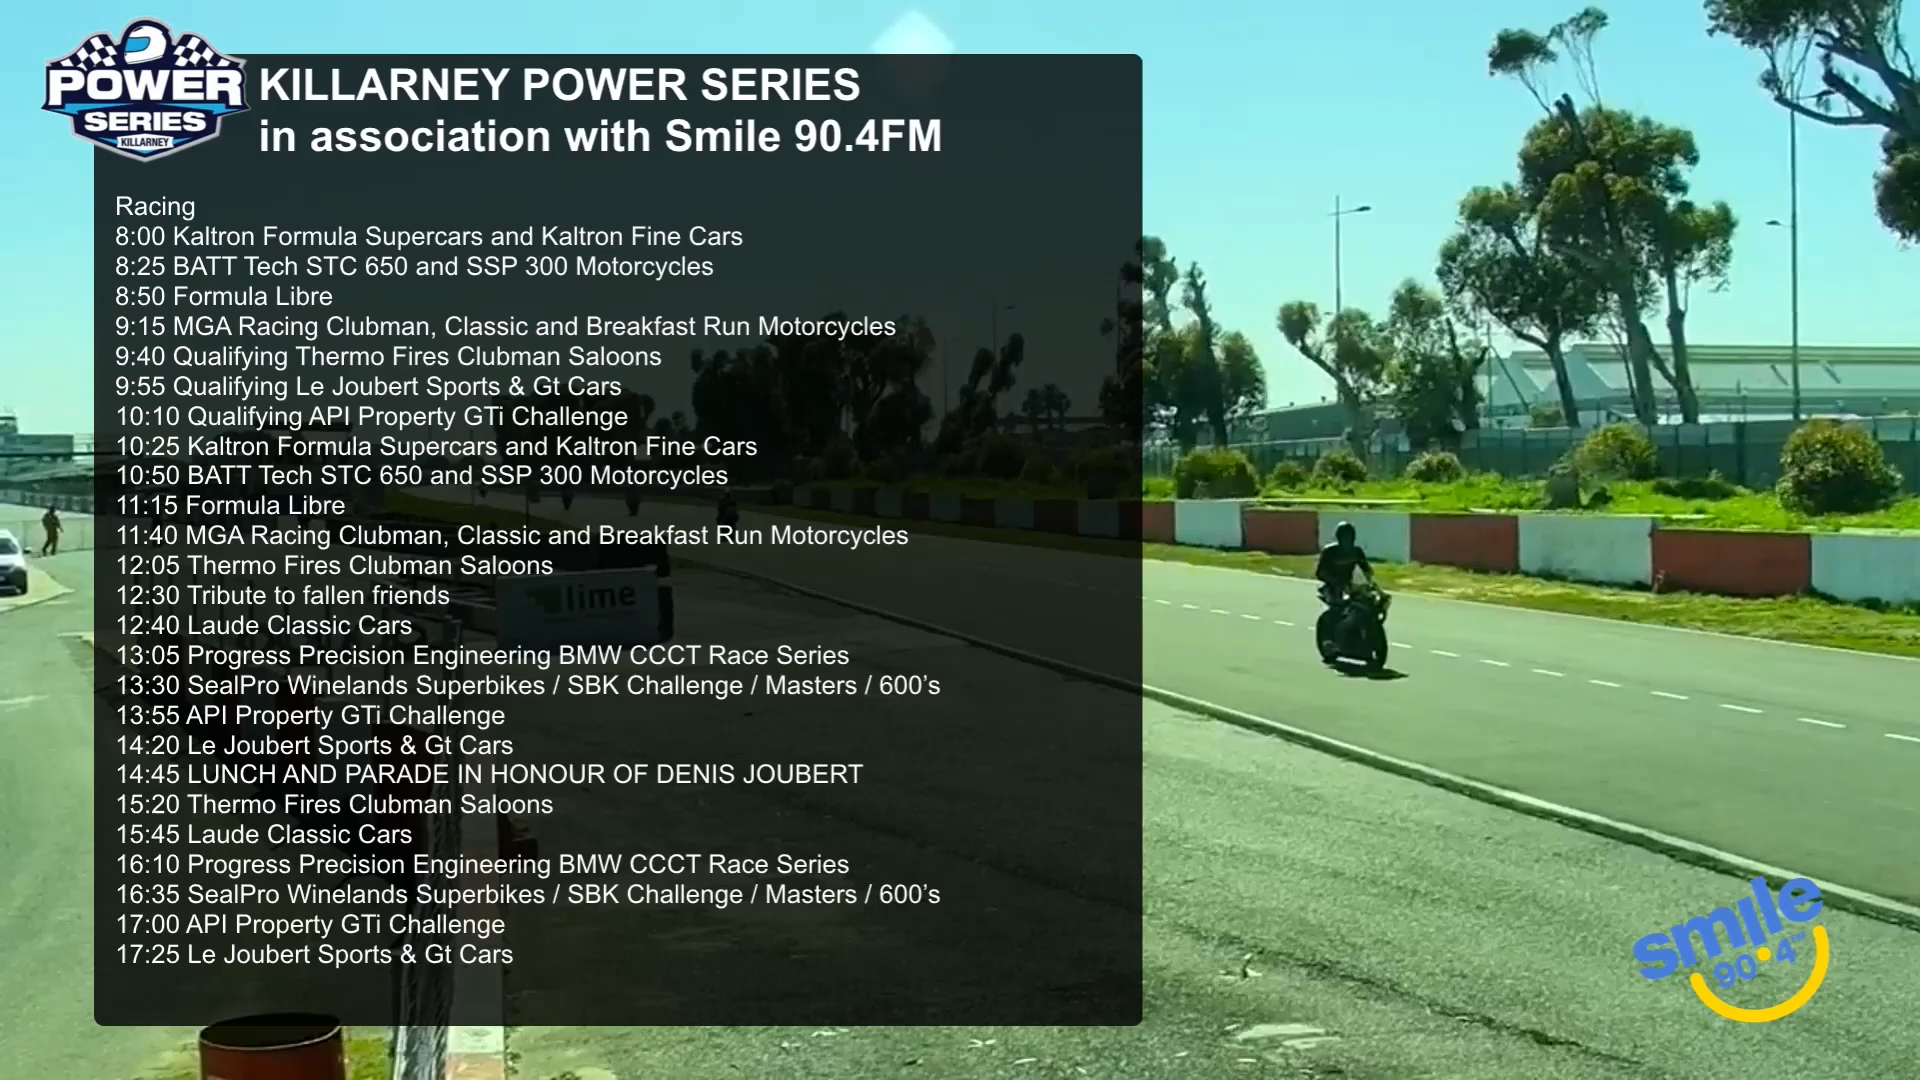 POWER
SERIES
KILLARNEY
KILLARNEY POWER SERIES
in association with Smile 90.4FM
Racing
8:00 Kaltron Formula Supercars and Kaltron Fine Cars
8:25 BATT Tech STC 650 and SSP 300 Motorcycles
8:50 Formula Libre
9:15 MGA Racing Clubman, Classic and Breakfast Run Motorcycles
9:40 Qualifying Thermo Fires Clubman Saloons
9:55 Qualifying Le Joubert Sports & Gt Cars
10:10 Qualifying API Property GTi Challenge
10:25 Kaltron Formula Supercars and Kaltron Fine Cars
10:50 BATT Tech STC 650 and SSP 300 Motorcycles
11:15 Formula Libre
11:40 MGA Racing Clubman, Classic and Breakfast Run Motorcycles
12:05 Thermo Fires Clubman Saloons
12:30 Tribute to fallen friends
12:40 Laude Classic Cars
13:05 Progress Precision Engineering BMW CCCT Race Series
13:30 SealPro Winelands Superbikes / SBK Challenge / Masters / 600's
13:55 API Property GTi Challenge
14:20 Le Joubert Sports & Gt Cars
14:45 LUNCH AND PARADE IN HONOUR OF DENIS JOUBERT
15:20 Thermo Fires Clubman Saloons
15:45 Laude Classic Cars
16:10 Progress Precision Engineering BMW CCCT Race Series
16:35 SealPro Winelands Superbikes / SBK Challenge / Masters / 600's
17:00 API Property GTi Challenge
17:25 Le Joubert Sports & Gt Cars
lime
smile
90.4